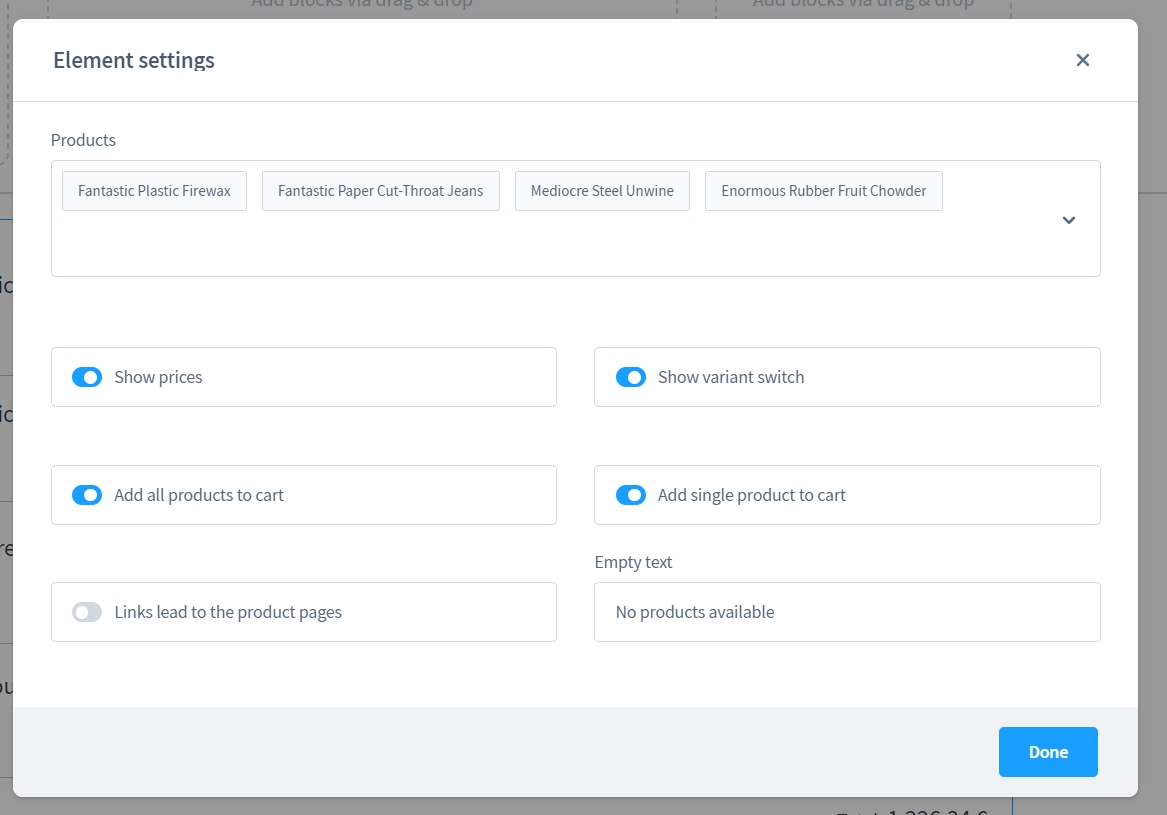 Add blocks via drag & drop
Add blocks via drag & drop
Element settings
Products
Fantastic Plastic Firewax
Fantastic Paper Cut-Throat Jeans
Mediocre Steel Unwine
Enormous Rubber Fruit Chowder
Show prices
Show variant switch
Add all products to cart
Add single product to cart
Empty text
Links lead to the product pages
No products available
Done